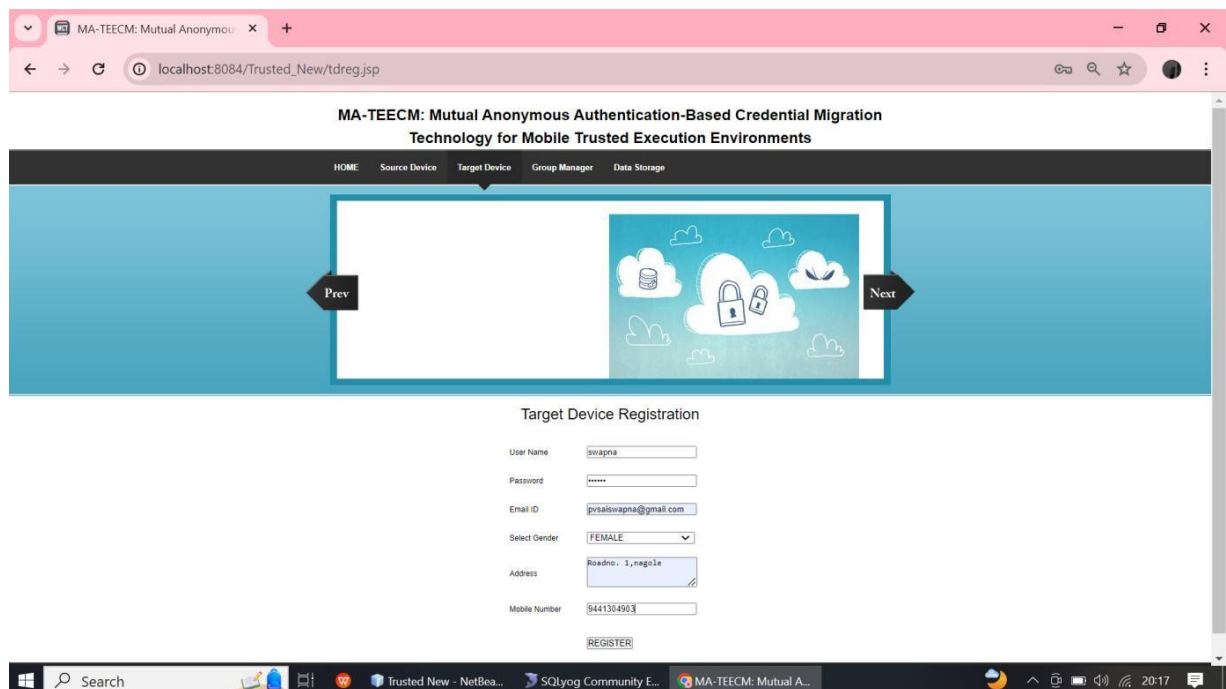 MA-TEECM: Mutual Anonymou
localhost:8084/Trusted_New/tdreg.jsp
MA-TEECM: Mutual Anonymous Authentication-Based Credential Migration
Technology for Mobile Trusted Execution Environments
HOME Source Device Target Device Group Manager Data Storage
Prev Next
Target Device Registration
User Name swapna
Password ••••••
Email ID pvsaiswapna@gmail.com
Select Gender FEMALE
Address Roadno. 1,nagole
Mobile Number 9441304903
REGISTER
Search Trusted New - NetBea... SQLyog Community E... MA-TEECM: Mutual A... 20:17